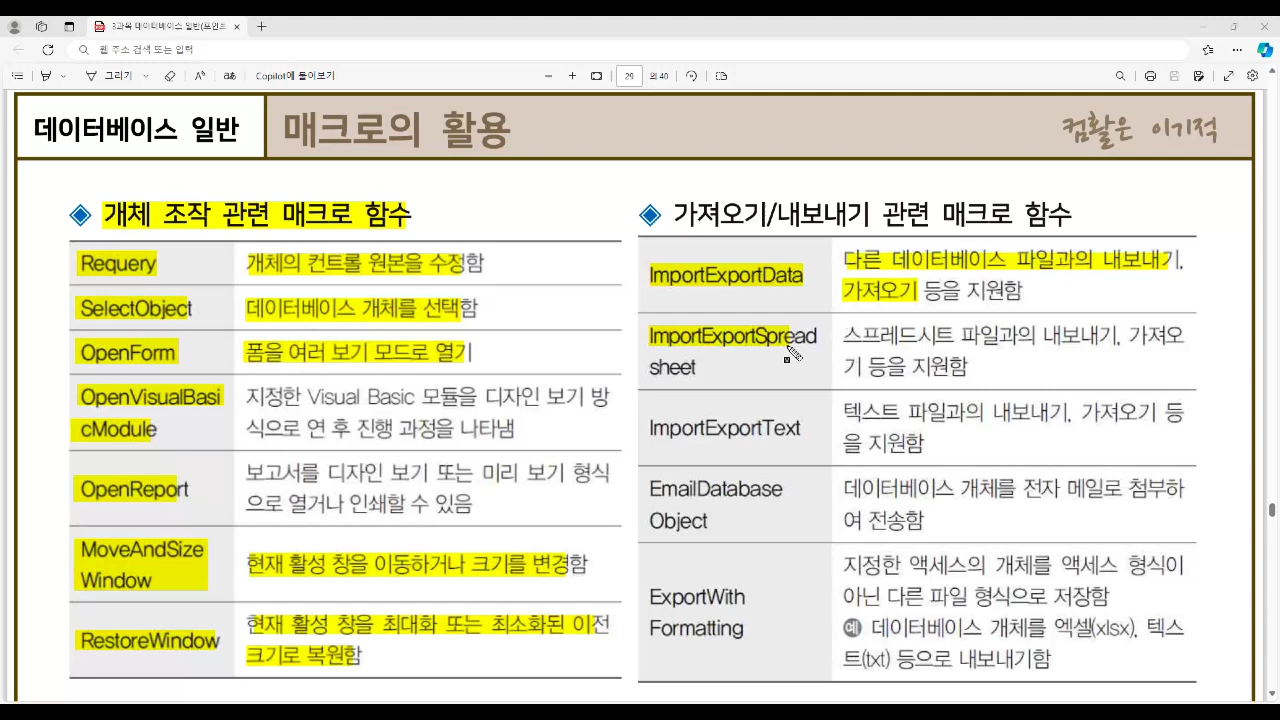 3과목 데이터베이스 일반(포인트
웹 주소 검색 또는 입력
그리기
Copilot에 물어보기
29 의 40
데이터베이스 일반
매크로의 활용
컴활은 이기적
개체 조작 관련 매크로 함수
Requery 개체의 컨트롤 원본을 수정함
SelectObject 데이터베이스 개체를 선택함
OpenForm 폼을 여러 보기 모드로 열기
OpenVisualBasi 지정한 Visual Basic 모듈을 디자인 보기 방
cModule 식으로 연 후 진행 과정을 나타냄
OpenReport 보고서를 디자인 보기 또는 미리 보기 형식
으로 열거나 인쇄할 수 있음
MoveAndSize
Window
현재 활성 창을 이동하거나 크기를 변경함
RestoreWindow 현재 활성 창을 최대화 또는 최소화된 이전
크기로 복원함
가져오기/내보내기 관련 매크로 함수
ImportExportData 다른 데이터베이스 파일과의 내보내기,
가져오기 등을 지원함
ImportExportSpread 스프레드시트 파일과의 내보내기, 가져오
sheet 기 등을 지원함
ImportExportText 텍스트 파일과의 내보내기, 가져오기 등
을 지원함
EmailDatabase 데이터베이스 개체를 전자 메일로 첨부하
Object 여 전송함
ExportWith
Formatting
지정한 액세스의 개체를 액세스 형식이
아닌 다른 파일 형식으로 저장함
예 데이터베이스 개체를 엑셀(xlsx), 텍스
트(txt) 등으로 내보내기함